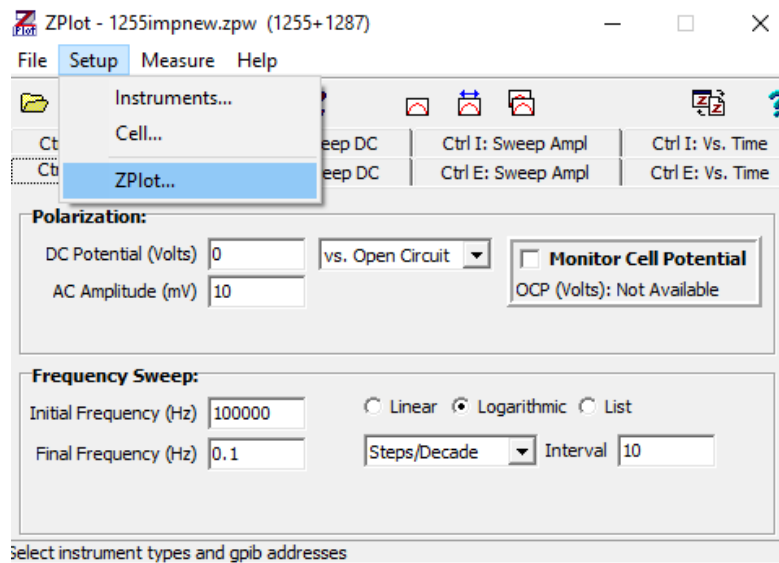 ZPlot - 1255impnew.zpw (1255+1287)
File Setup Measure Help
Instruments...
Cell...
ZPlot...
Ct eep DC Ctrl I: Sweep Ampl Ctrl I: Vs. Time
Ct eep DC Ctrl E: Sweep Ampl Ctrl E: Vs. Time
Polarization:
DC Potential (Volts) 0 vs. Open Circuit
Monitor Cell Potential
AC Amplitude (mV) 10
OCP (Volts): Not Available
Frequency Sweep:
Initial Frequency (Hz) 100000 Linear Logarithmic List
Final Frequency (Hz) 0.1 Steps/Decade Interval 10
Select instrument types and gpib addresses